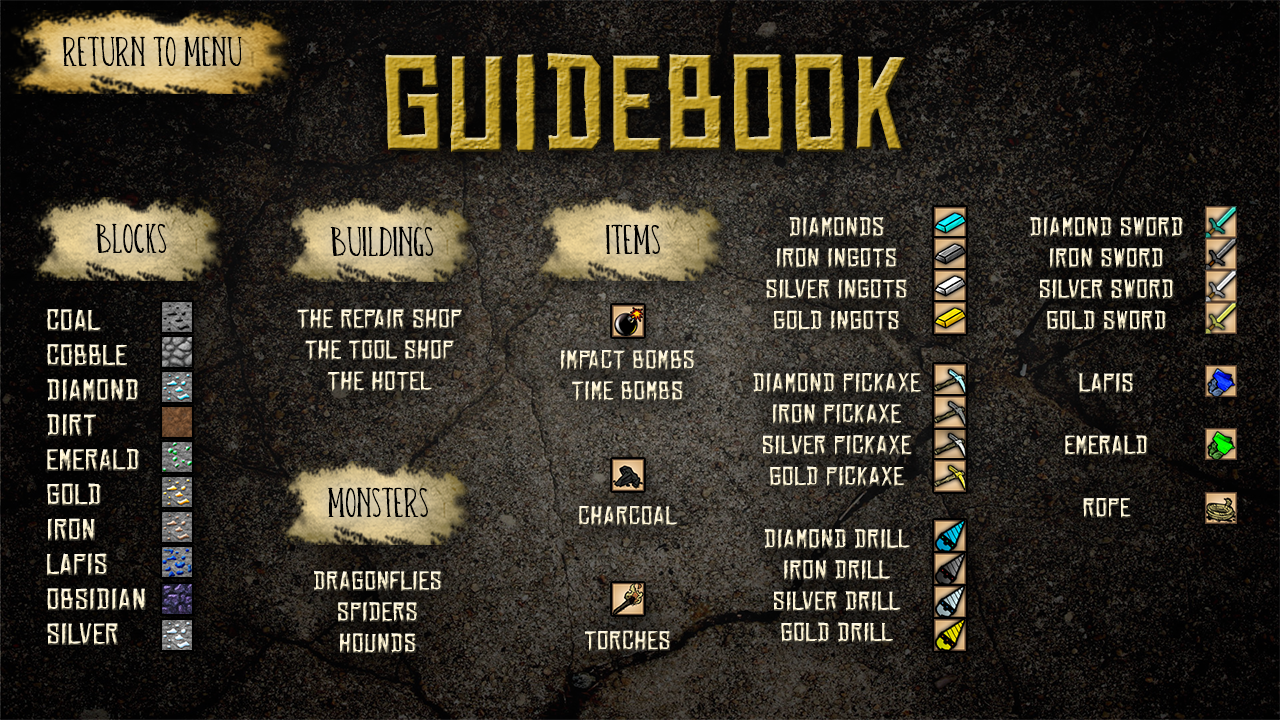 RETURN TO MENU
GUIDEBOOK
BLOCKS
COAL
COBBLE
DIAMOND
DIRT
EMERALD
GOLD
IRON
LAPIS
OBSIDIAN
SILVER
BUILDINGS
THE REPAIR SHOP
THE TOOL SHOP
THE HOTEL
MONSTERS
DRAGONFLIES
SPIDERS
HOUNDS
ITEMS
IMPACT BOMBS
TIME BOMBS
CHARCOAL
TORCHES
DIAMONDS
IRON INGOTS
SILVER INGOTS
GOLD INGOTS
DIAMOND PICKAXE
IRON PICKAXE
SILVER PICKAXE
GOLD PICKAXE
DIAMOND DRILL
IRON DRILL
SILVER DRILL
GOLD DRILL
DIAMOND SWORD
IRON SWORD
SILVER SWORD
GOLD SWORD
LAPIS
EMERALD
ROPE